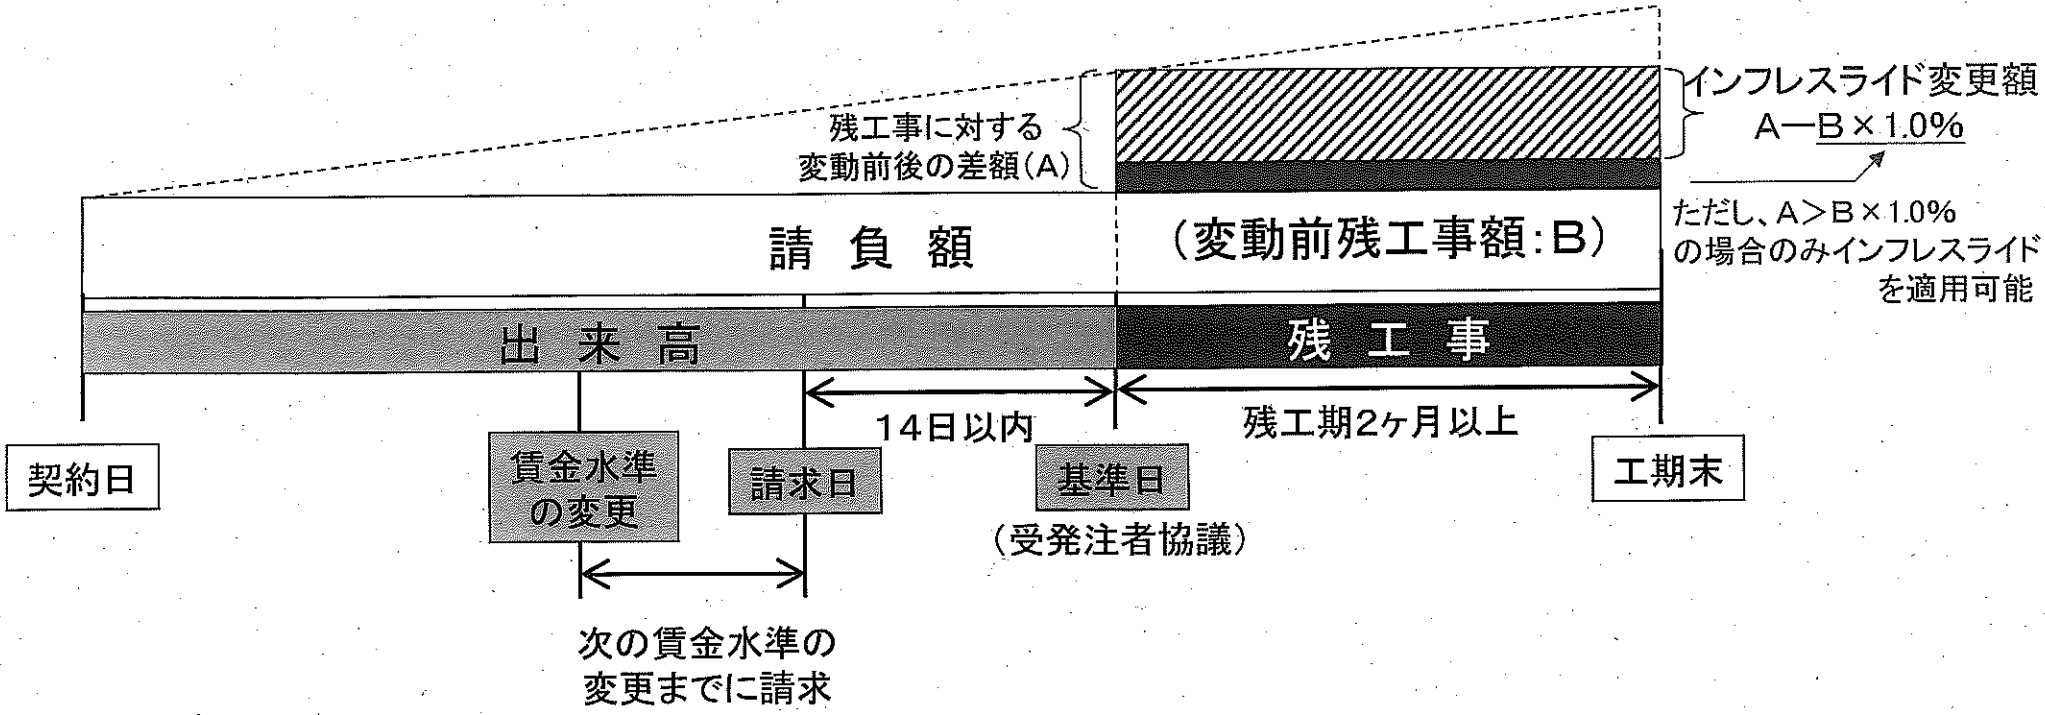 インフレスライド変更額
A－B×1.0%
残工事に対する
変動前後の差額(A)
請負額
(変動前残工事額:B)
ただし、A＞B×1.0%
の場合のみインフレスライド
を適用可能
出来高
残工事
14日以内
残工期2ヶ月以上
契約日
賃金水準
の変更
請求日
基準日
工期末
(受発注者協議)
次の賃金水準の
変更までに請求